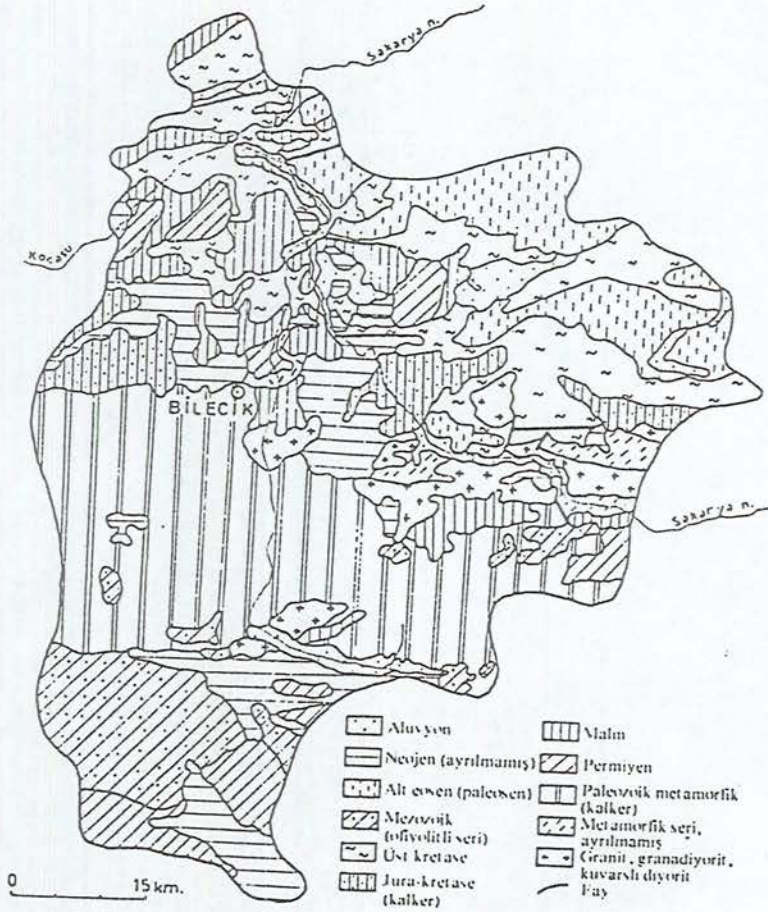 Sakarya n.
Kocasu
BİLECİK
Sakarya n.
Aluvyon
Neojen (ayrılmamış)
Alt eosen (paleosen)
Mezozoik
(ofiyolitli seri)
Üst kretase
Jura-kretase
(kalker)
Malm
Permiyen
Paleozoik metamorfik
(kalker)
Metamorfik seri,
ayrılmamış
Granit, granadiyorit,
kuvarslı diyorit
Fay
0 15 km.